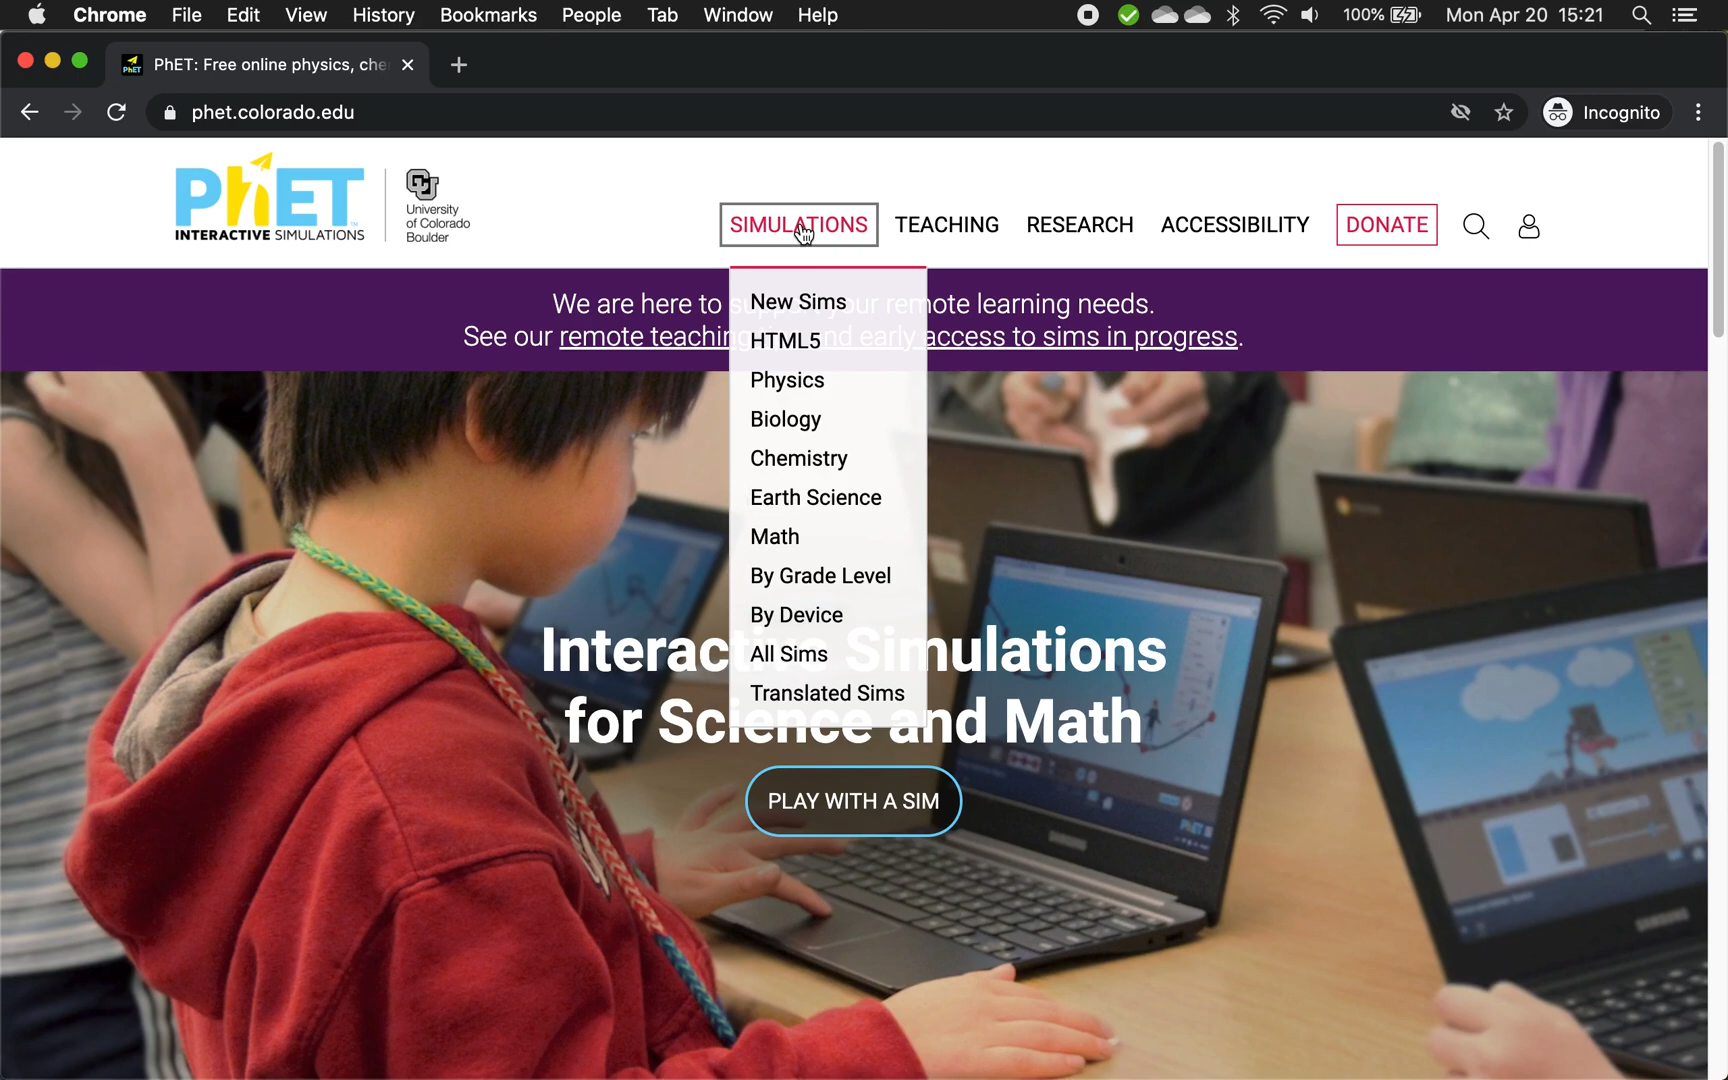 Chrome File Edit View History Bookmarks People Tab Window Help 100% Mon Apr 20 15:21
PhET: Free online physics, che
phet.colorado.edu Incognito
PhET
INTERACTIVE SIMULATIONS
University
of Colorado
Boulder
SIMULATIONS TEACHING RESEARCH ACCESSIBILITY DONATE
We are here to support your remote learning needs.
See our remote teaching and early access to sims in progress.
New Sims
HTML5
Physics
Biology
Chemistry
Earth Science
Math
By Grade Level
By Device
All Sims
Translated Sims
Interactive Simulations
for Science and Math
PLAY WITH A SIM
PhET
SAMSUNG